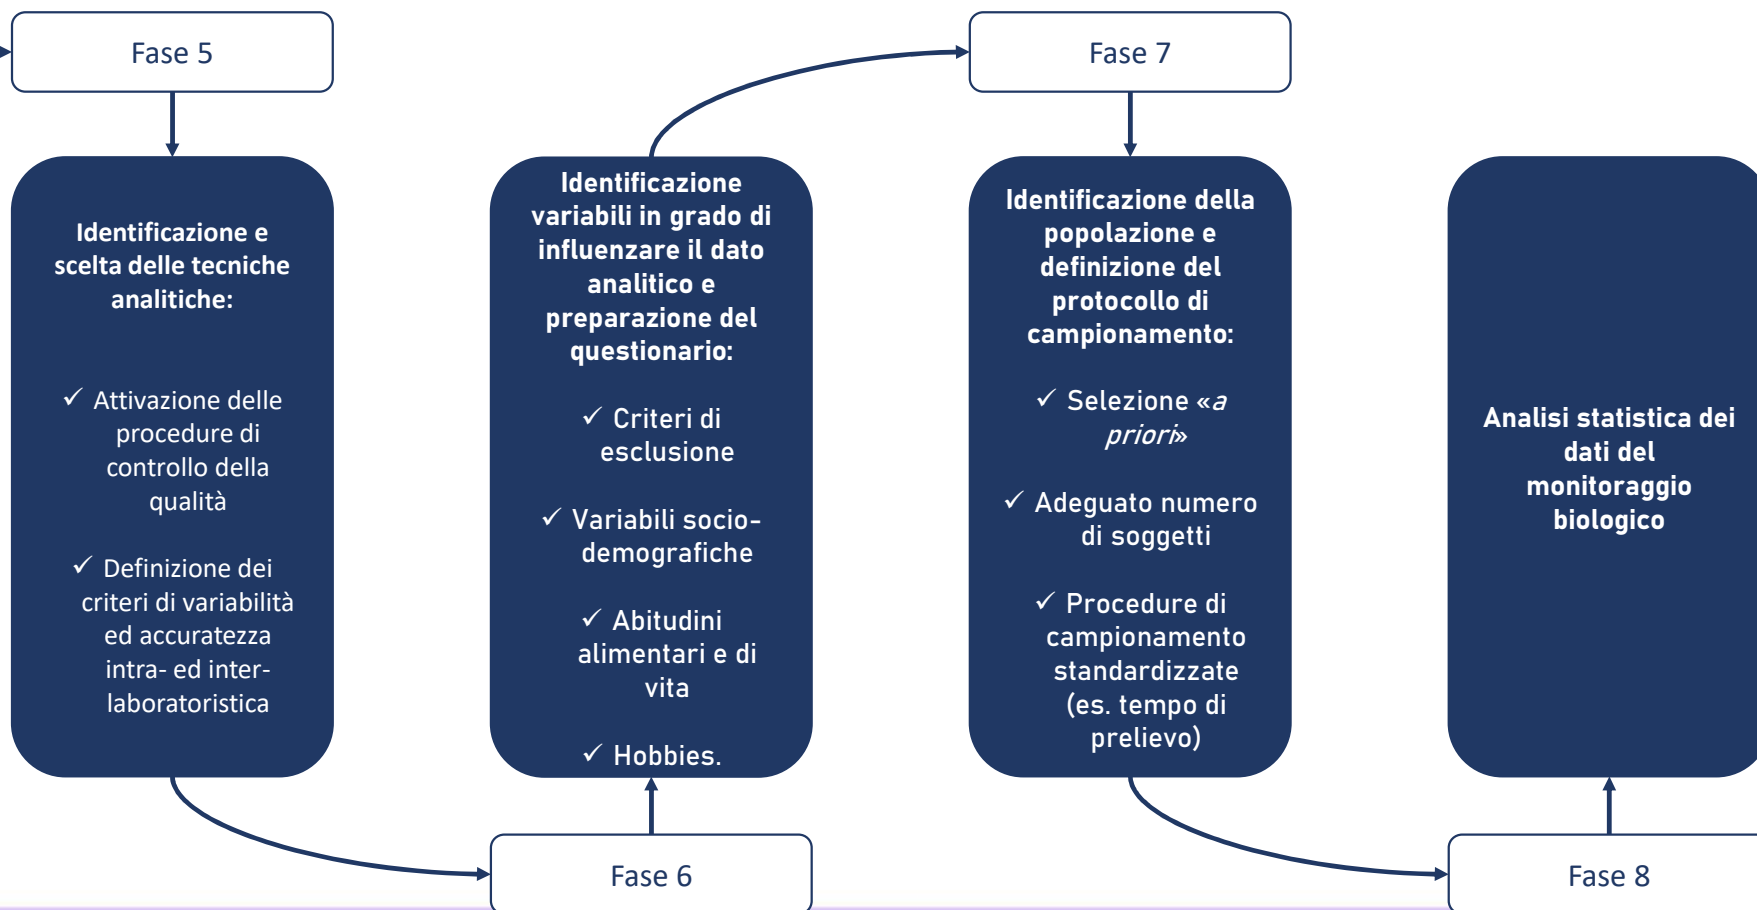 Fase 5
Identificazione e
scelta delle tecniche
analitiche:
✓ Attivazione delle
procedure di
controllo della
qualità
✓ Definizione dei
criteri di variabilità
ed accuratezza
intra- ed inter-
laboratoristica
Fase 6
Identificazione
variabili in grado di
influenzare il dato
analitico e
preparazione del
questionario:
✓ Criteri di
esclusione
✓ Variabili socio-
demografiche
✓ Abitudini
alimentari e di
vita
✓ Hobbies.
Fase 7
Identificazione della
popolazione e
definizione del
protocollo di
campionamento:
✓ Selezione «a
priori»
✓ Adeguato numero
di soggetti
✓ Procedure di
campionamento
standardizzate
(es. tempo di
prelievo)
Fase 8
Analisi statistica dei
dati del
monitoraggio
biologico